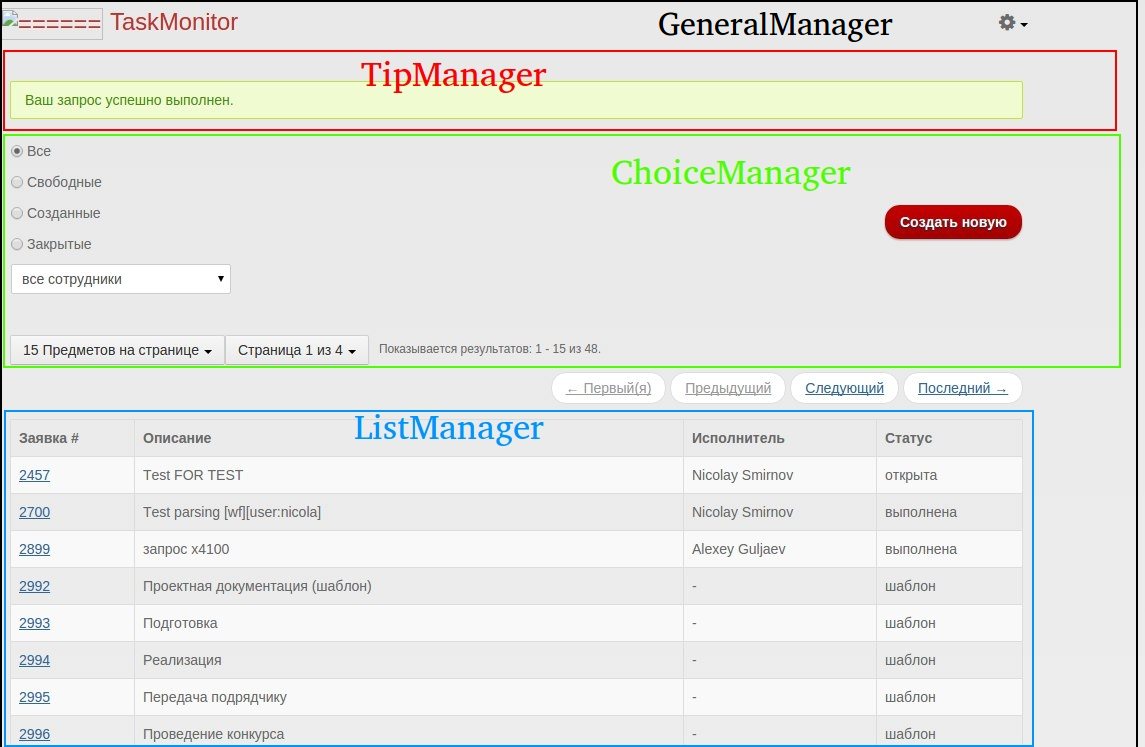 ====== TaskMonitor GeneralManager
TipManager
Ваш запрос успешно выполнен.
Все
ChoiceManager
Свободные
Созданные
Создать новую
Закрытые
все сотрудники
15 Предметов на странице Страница 1 из 4 Показывается результатов: 1 - 15 из 48.
← Первый(я) Предыдущий Следующий Последний →
ListManager
Заявка # Описание Исполнитель Статус
2457 Test FOR TEST Nicolay Smirnov открыта
2700 Test parsing [wf][user:nicola] Nicolay Smirnov выполнена
2899 запрос x4100 Alexey Guljaev выполнена
2992 Проектная документация (шаблон) - шаблон
2993 Подготовка - шаблон
2994 Реализация - шаблон
2995 Передача подрядчику - шаблон
2996 Проведение конкурса - шаблон